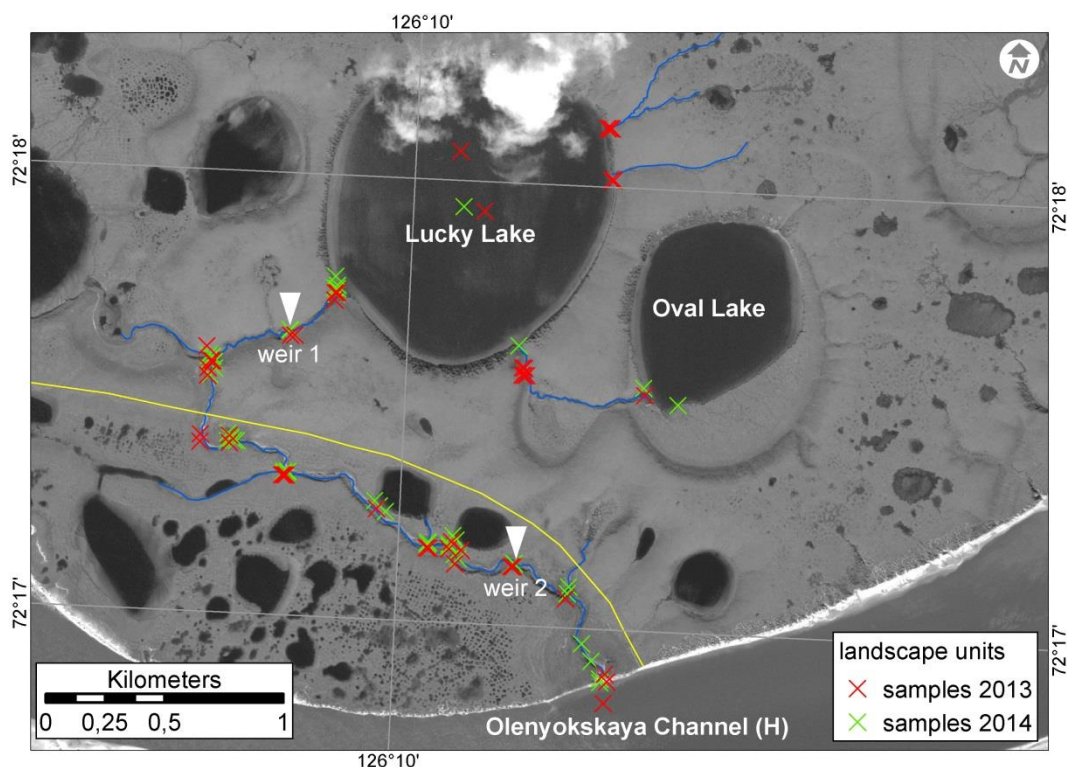 126°10'
N
72°18'
72°18'
Lucky Lake
Oval Lake
weir 1
weir 2
72°17'
72°17'
Kilometers
0 0,25 0,5 1
landscape units
samples 2013
samples 2014
Olenyokskaya Channel (H)
126°10'